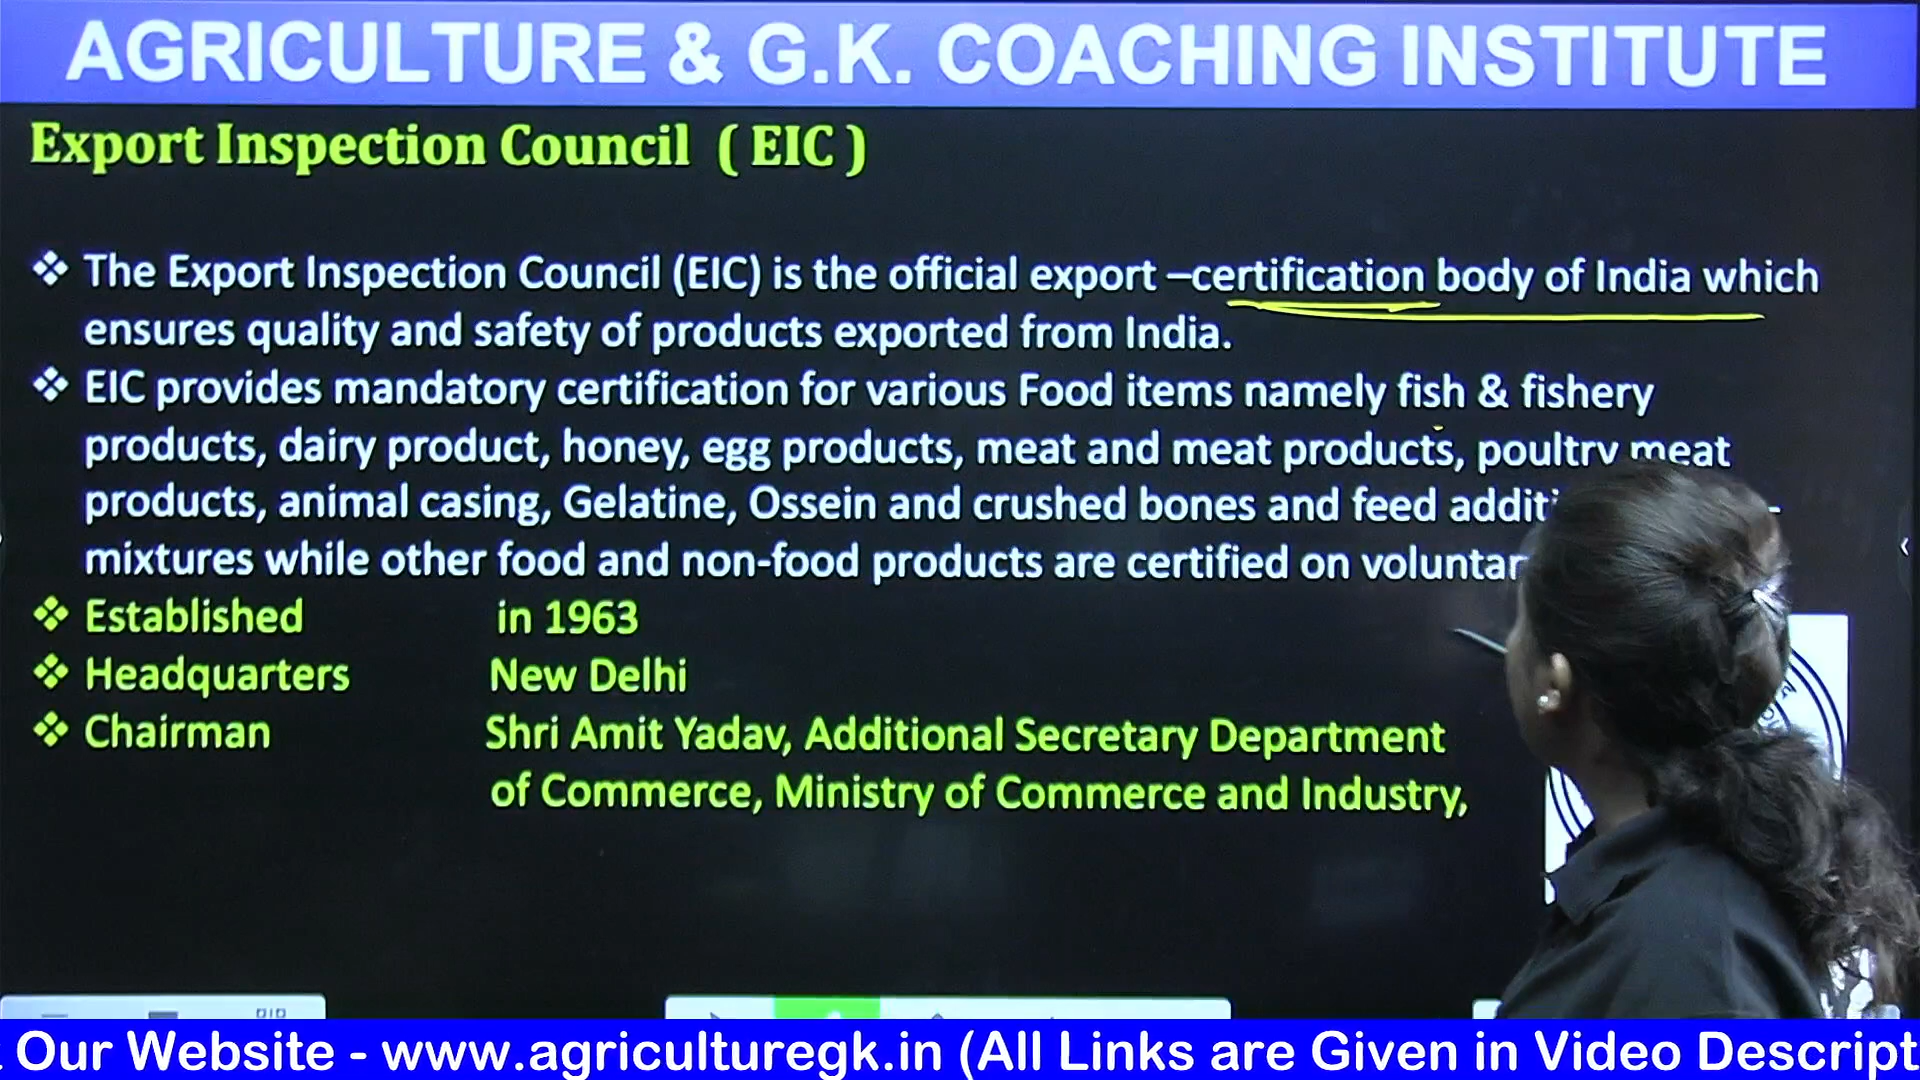 AGRICULTURE & G.K. COACHING INSTITUTE
Export Inspection Council ( EIC )
❖ The Export Inspection Council (EIC) is the official export –certification body of India which
ensures quality and safety of products exported from India.
❖ EIC provides mandatory certification for various Food items namely fish & fishery
products, dairy product, honey, egg products, meat and meat products, poultry meat
products, animal casing, Gelatine, Ossein and crushed bones and feed
mixtures while other food and non-food products are certified on
❖ Established in 1963
❖ Headquarters New Delhi
❖ Chairman Shri Amit Yadav, Additional Secretary Department
of Commerce, Ministry of Commerce and Industry,
Our Website - www.agriculturegk.in (All Links are Given in Video Descript